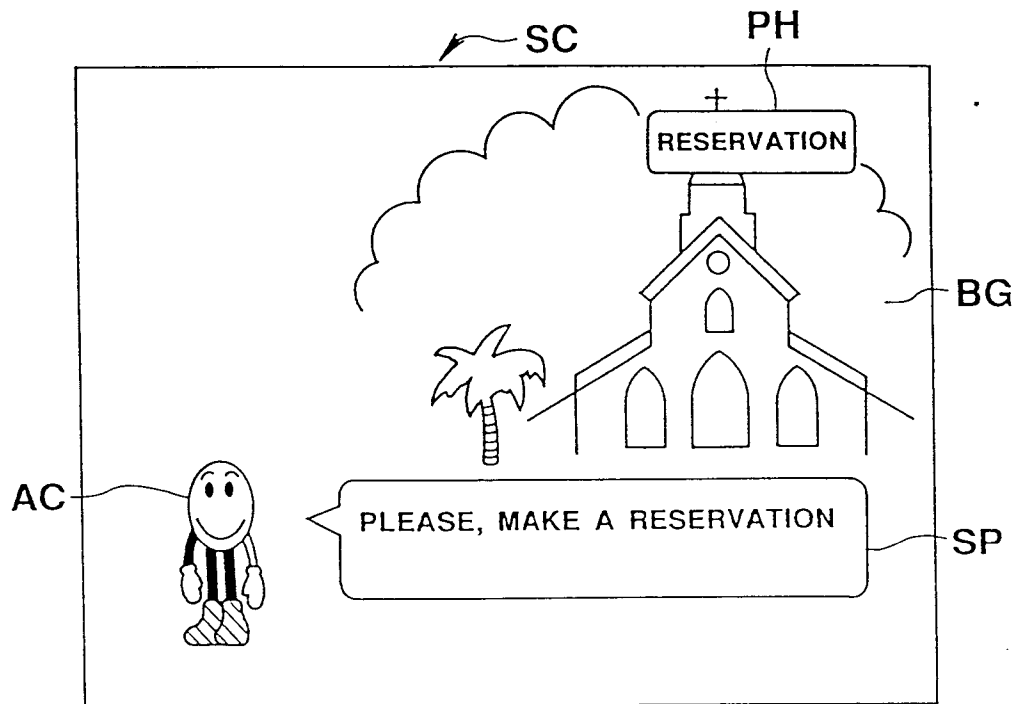 SC
PH
RESERVATION
BG
AC
PLEASE, MAKE A RESERVATION
SP